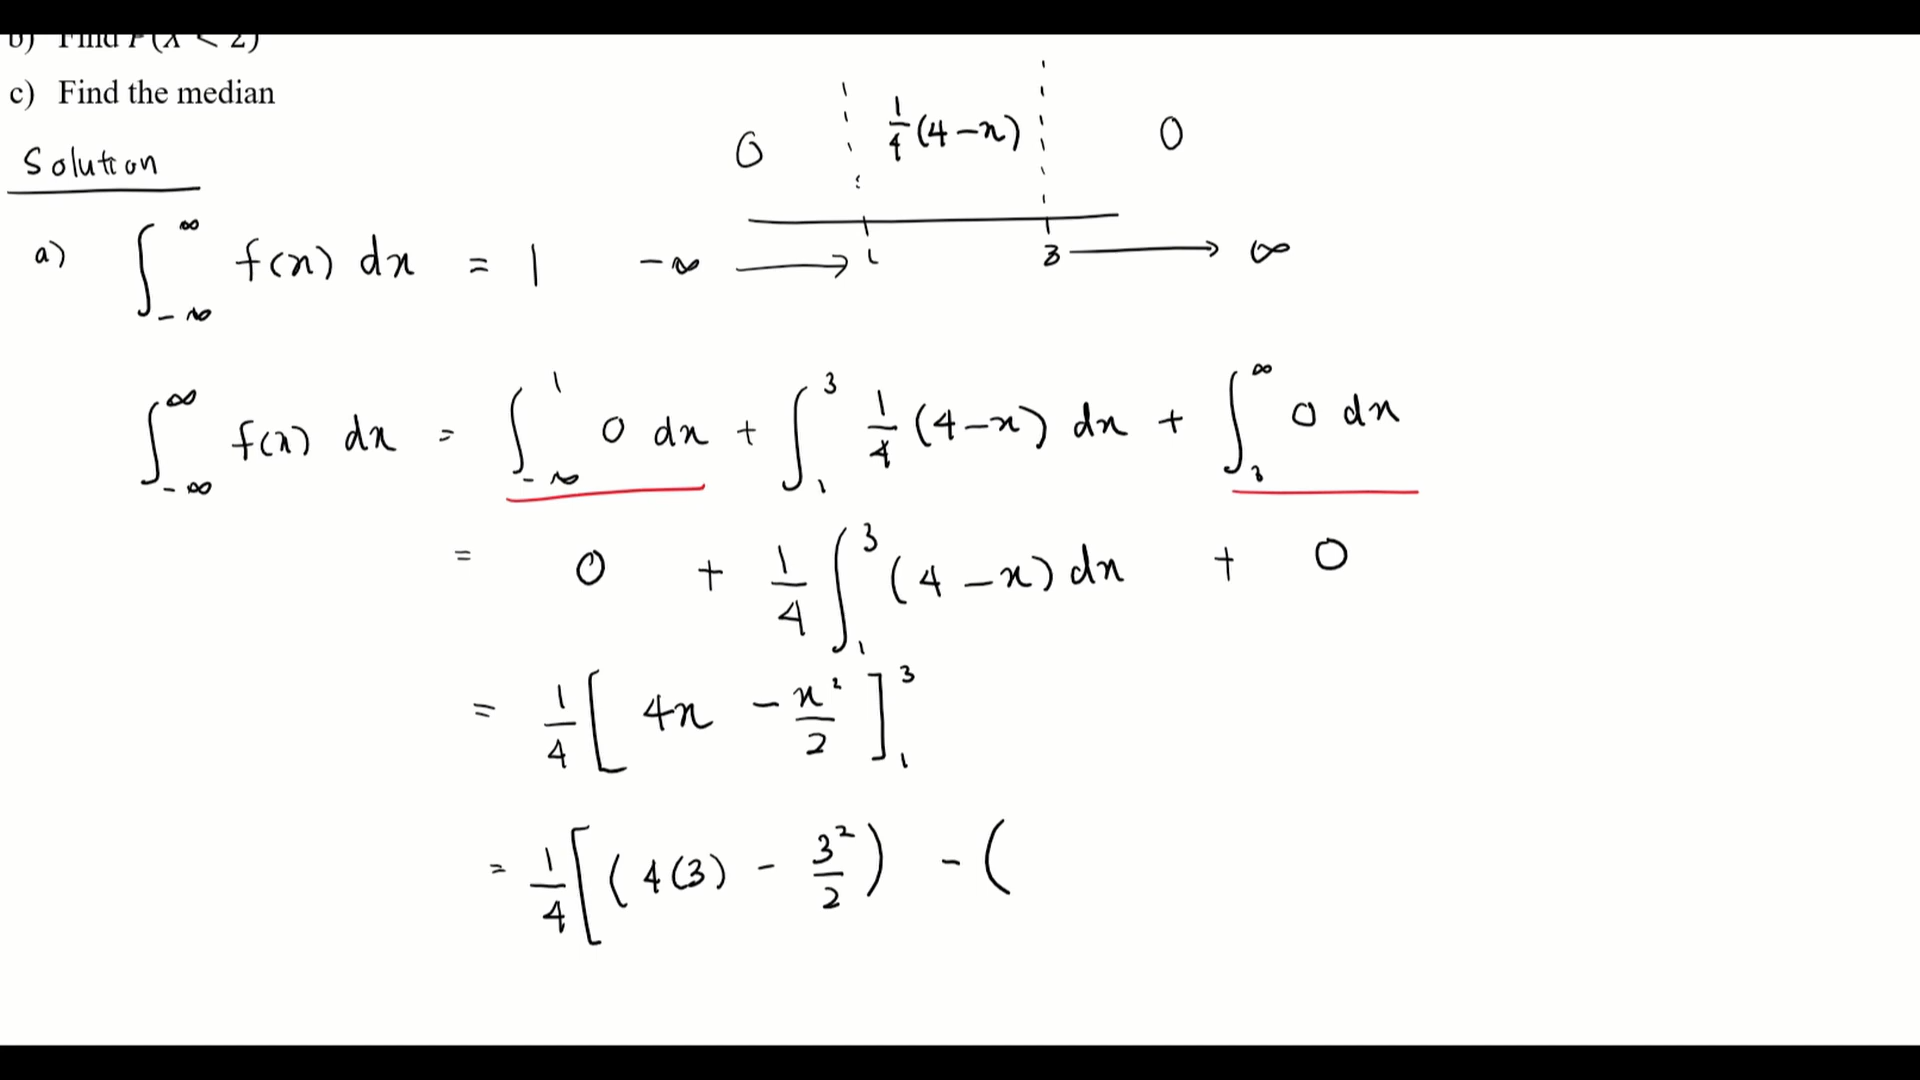 b) Find P(X < 2)
c) Find the median
Solution
0 1/4 (4-x) 0
-∞ → 1 3 → ∞
a) ∫_{-∞}^{∞} f(x) dx = 1
∫_{-∞}^{∞} f(x) dx = ∫_{-∞}^{1} 0 dx + ∫_{1}^{3} 1/4 (4-x) dx + ∫_{3}^{∞} 0 dx
= 0 + 1/4 ∫_{1}^{3} (4-x) dx + 0
= 1/4 [ 4x - x²/2 ]_{1}^{3}
= 1/4 [ ( 4(3) - 3²/2 ) - (